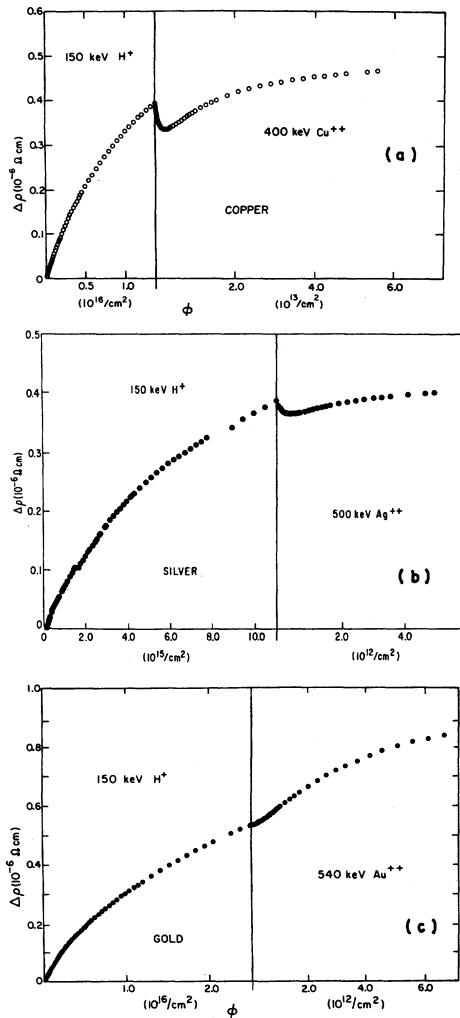 0.6
150 keV H+
0.5
Δρ(10-6 Ω cm)
0.4
400 keV Cu++
(a)
0.3
0.2
COPPER
0.1
0
0.5 1.0 2.0 4.0 6.0
(1016/cm2) ϕ (1013/cm2)
0.5
150 keV H+
0.4
Δρ(10-6 Ω cm)
0.3
500 keV Ag++
0.2
(b)
0.1
SILVER
0
0 2.0 4.0 6.0 8.0 10.0 2.0 4.0
(1015/cm2) (1012/cm2)
1.0
150 keV H+
0.8
Δρ(10-6 Ω cm)
0.6
540 keV Au++
0.4
(c)
0.2
GOLD
0
1.0 2.0 2.0 4.0 6.0
(1016/cm2) ϕ (1012/cm2)